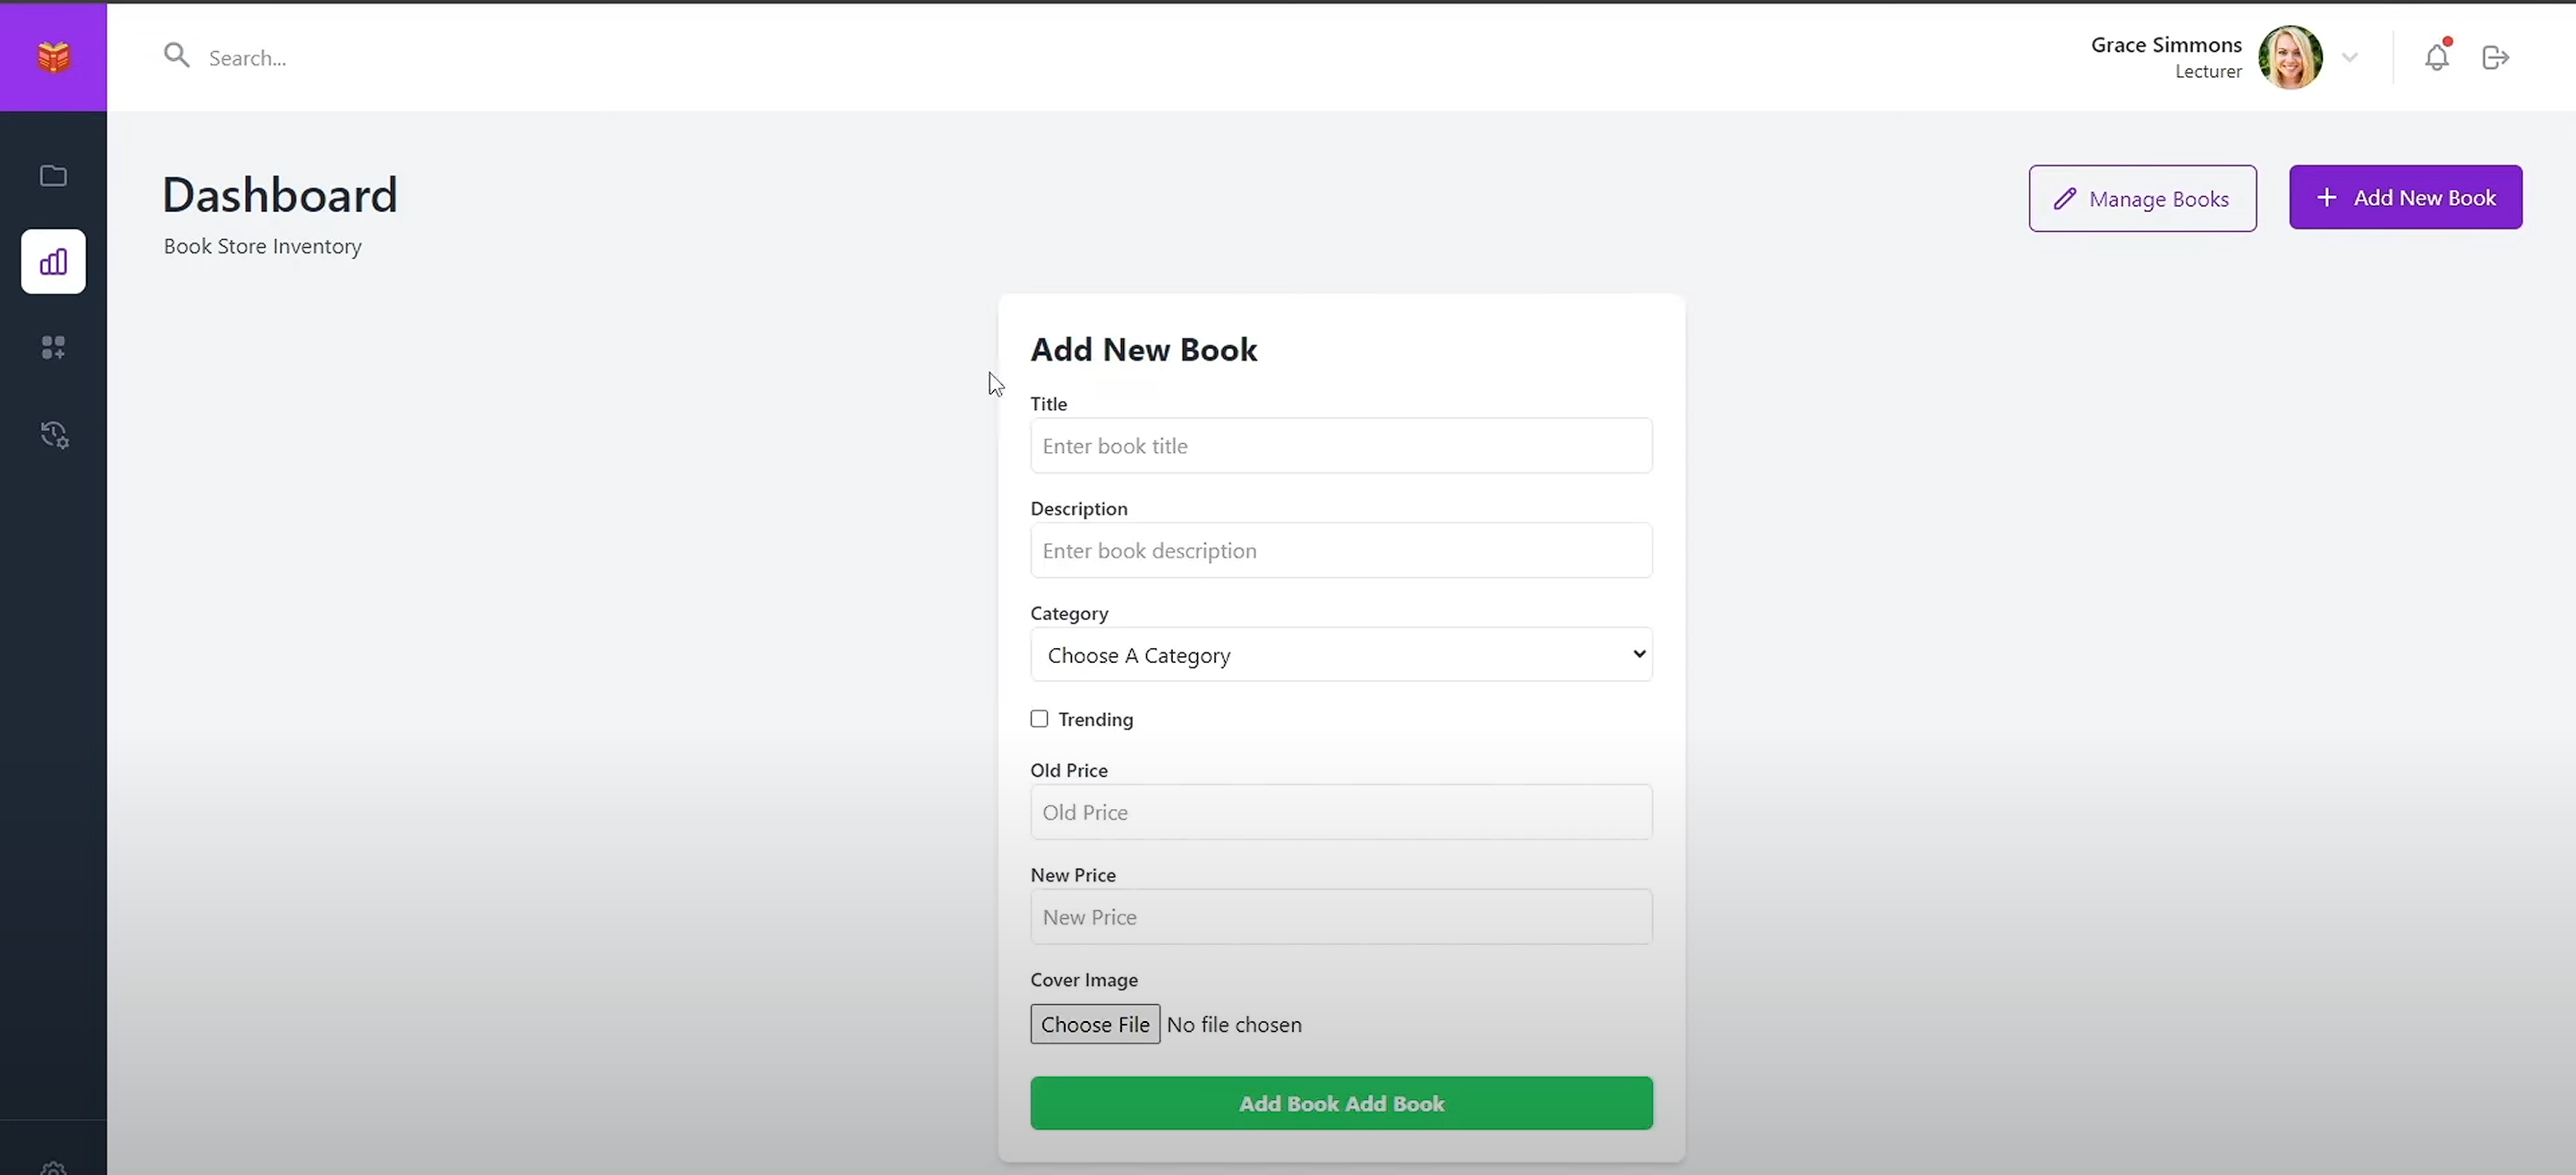 Search...
Grace Simmons
Lecturer
Dashboard
Book Store Inventory
Manage Books
Add New Book
Add New Book
Title
Enter book title
Description
Enter book description
Category
Choose A Category
Trending
Old Price
Old Price
New Price
New Price
Cover Image
Choose File No file chosen
Add Book Add Book